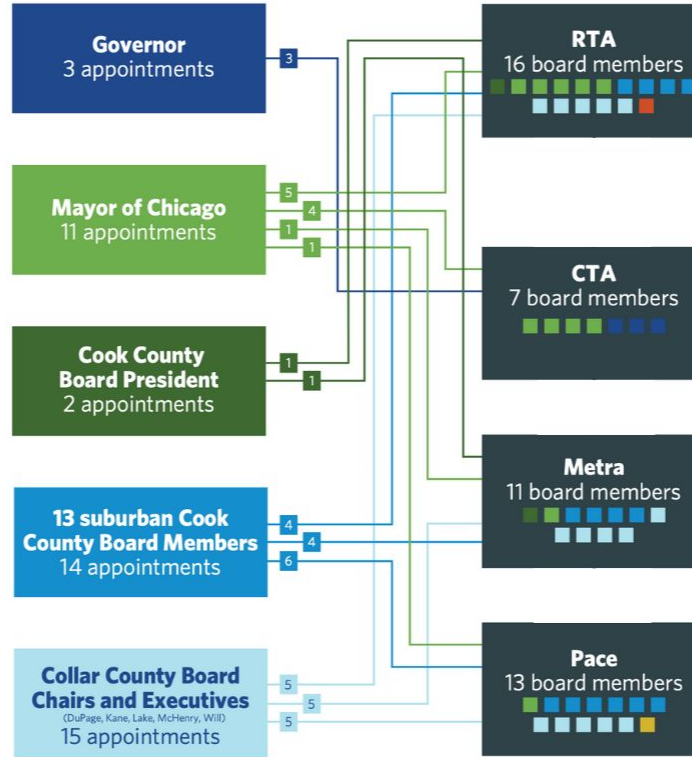 Governor
3 appointments
3
Mayor of Chicago
11 appointments
5
4
1
1
Cook County
Board President
2 appointments
1
1
13 suburban Cook
County Board Members
14 appointments
4
4
6
Collar County Board
Chairs and Executives
(DuPage, Kane, Lake, McHenry, Will)
15 appointments
5
5
5
RTA
16 board members
CTA
7 board members
Metra
11 board members
Pace
13 board members